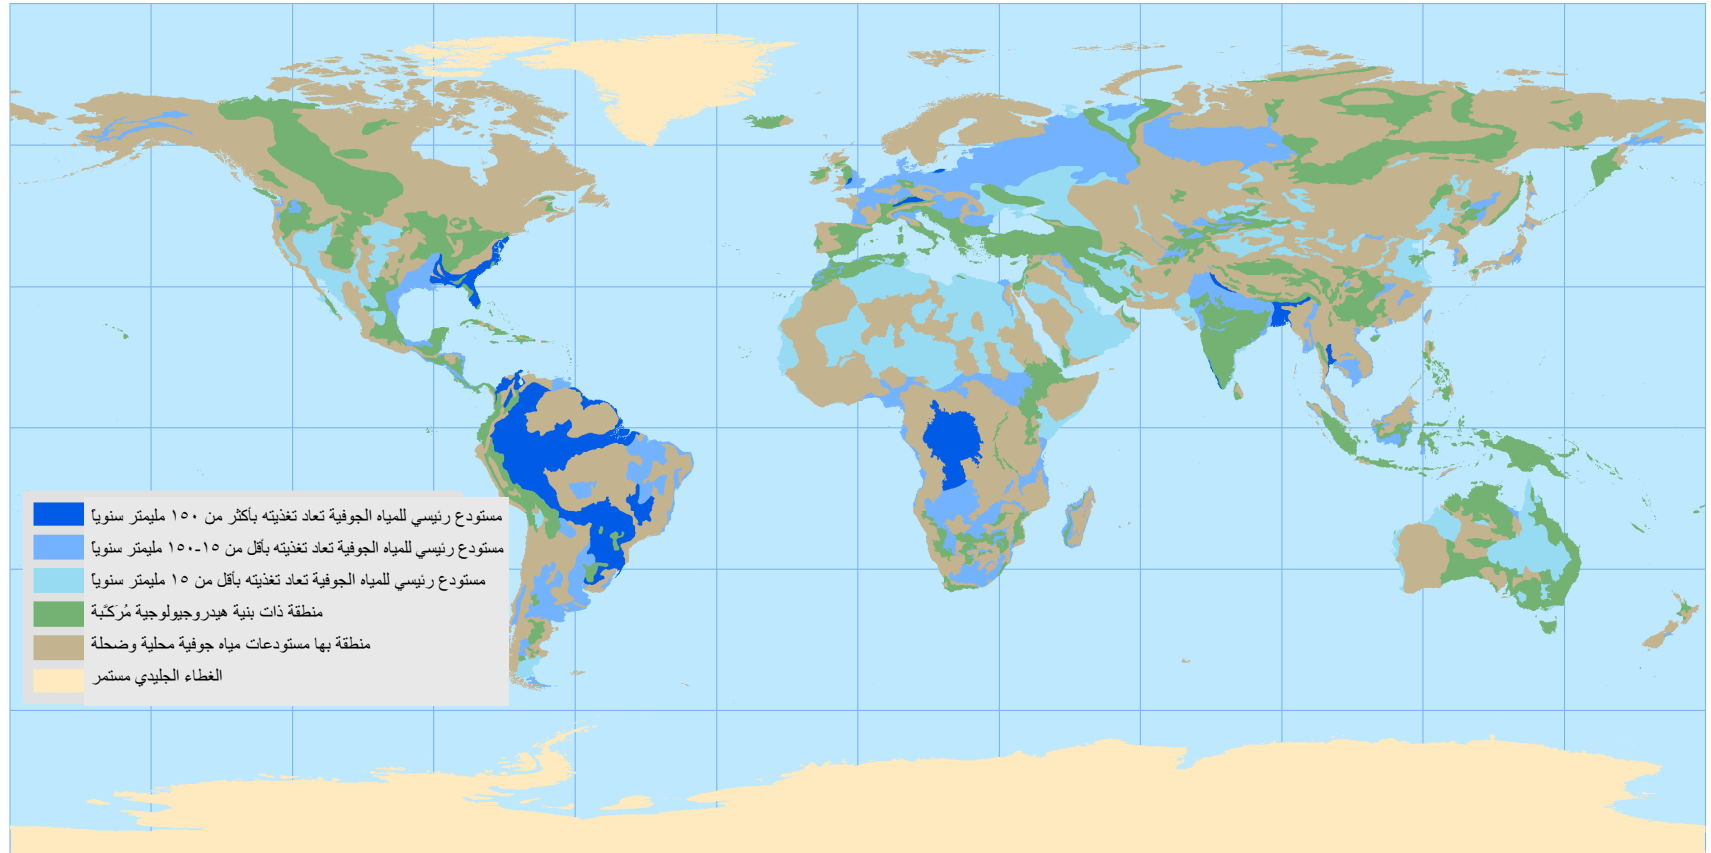 مستودع رئيسي للمياه الجوفية تعاد تغذيته بأكثر من ١٥٠ مليمتر سنوياً
مستودع رئيسي للمياه الجوفية تعاد تغذيته بأقل من ١٥-١٥٠ مليمتر سنوياً
مستودع رئيسي للمياه الجوفية تعاد تغذيته بأقل من ١٥ مليمتر سنوياً
منطقة ذات بنية هيدروجيولوجية مُركَّبة
منطقة بها مستودعات مياه جوفية محلية وضحلة
الغطاء الجليدي مستمر